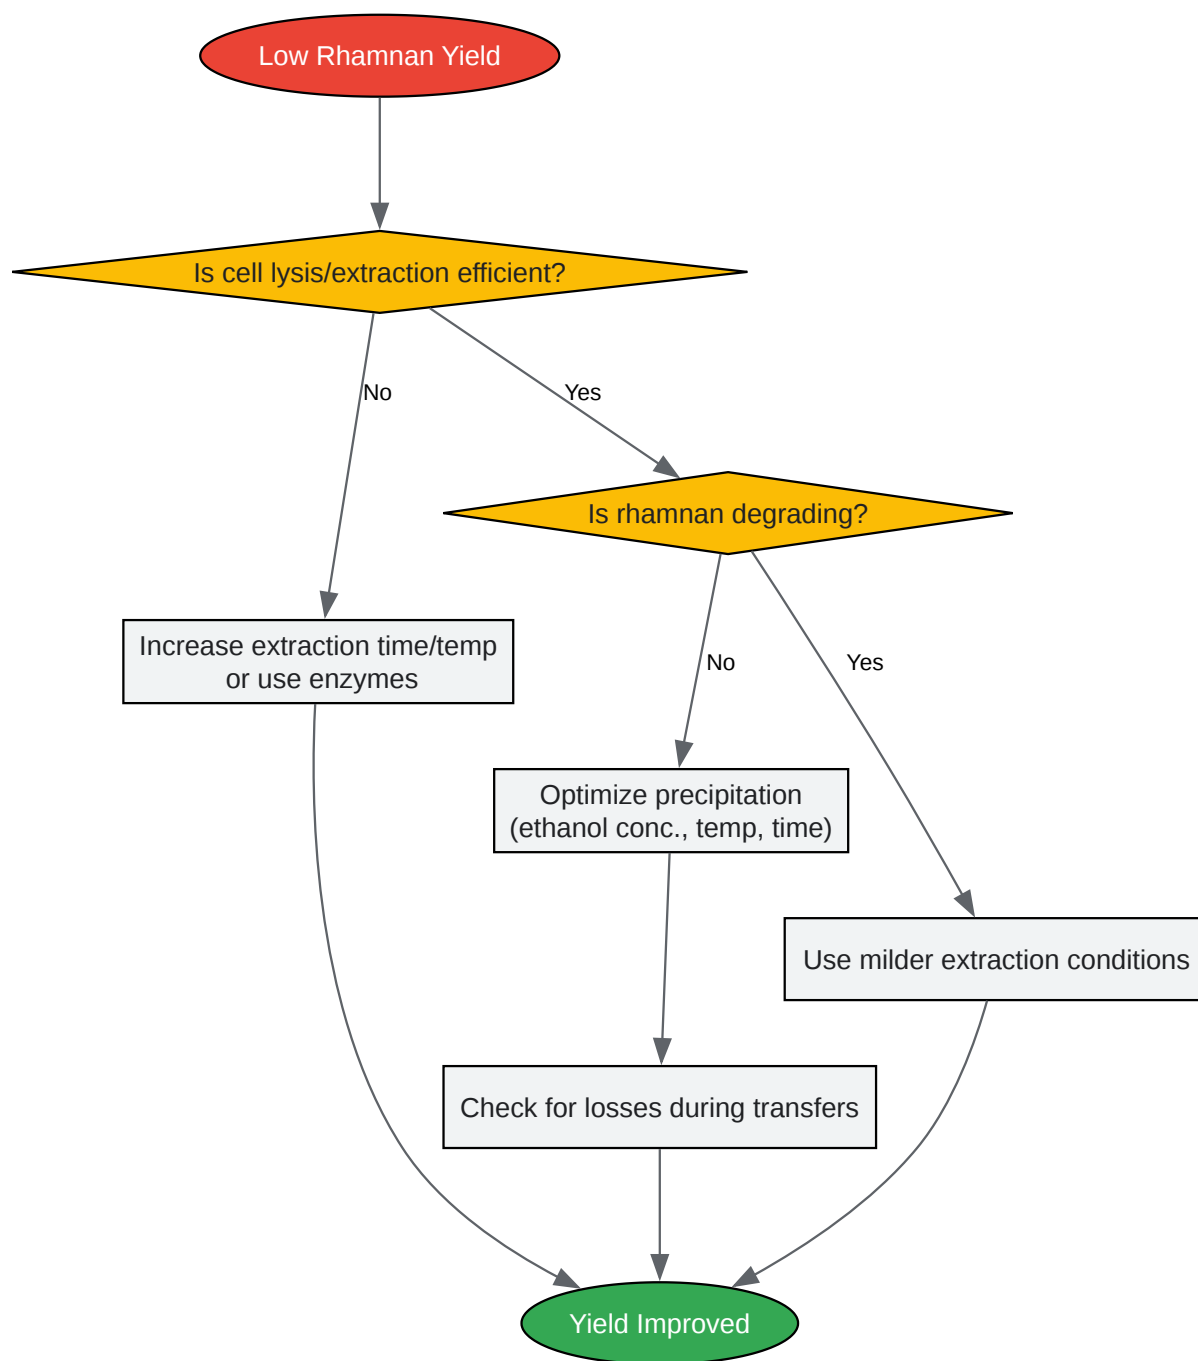 Low Rhamnan Yield
Is cell lysis/extraction efficient?
No
Yes
Is rhamnan degrading?
Increase extraction time/temp
or use enzymes
No
Yes
Optimize precipitation
(ethanol conc., temp, time)
Use milder extraction conditions
Check for losses during transfers
Yield Improved